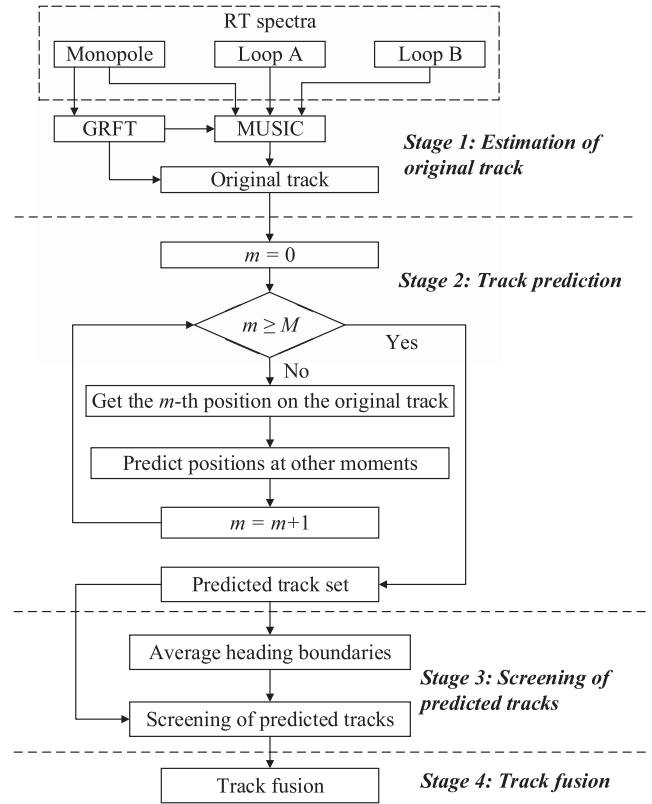 RT spectra
Monopole
Loop A
Loop B
GRFT
MUSIC
Stage 1: Estimation of
original track
Original track
m = 0
Stage 2: Track prediction
m ≥ M
Yes
No
Get the m-th position on the original track
Predict positions at other moments
m = m+1
Predicted track set
Average heading boundaries
Stage 3: Screening of
predicted tracks
Screening of predicted tracks
Track fusion
Stage 4: Track fusion